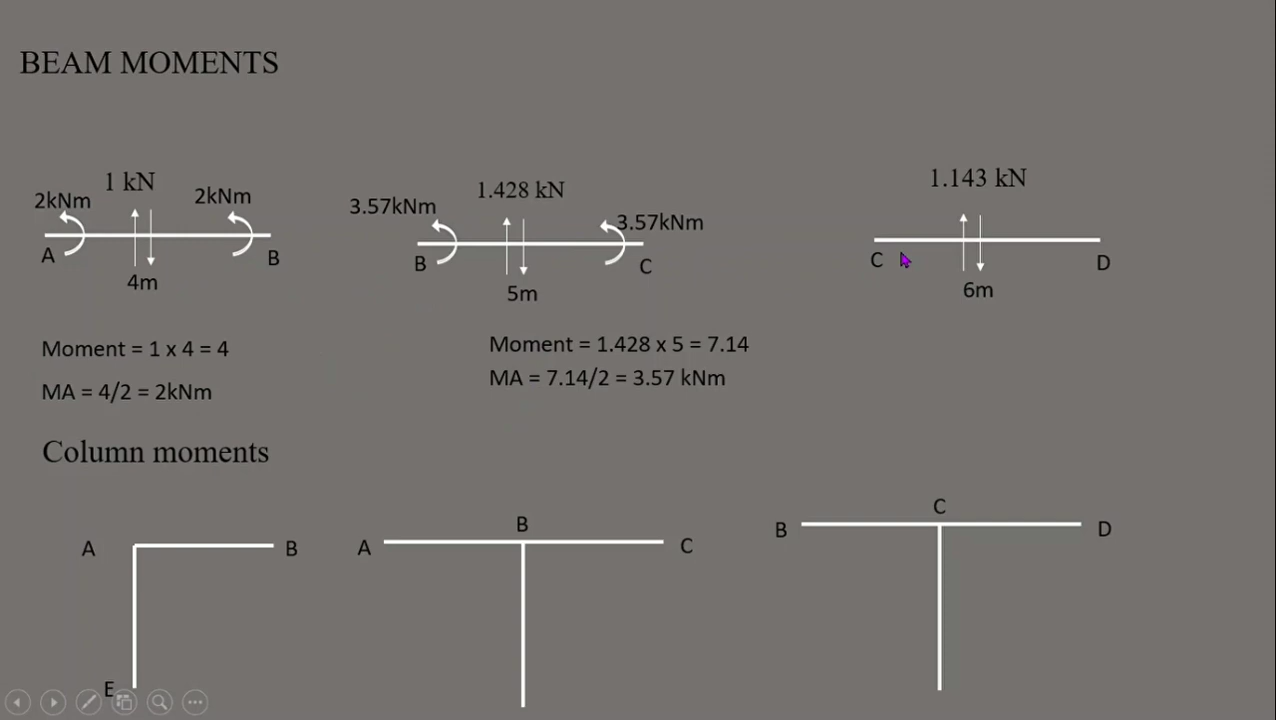 BEAM MOMENTS
1 kN
2kNm
2kNm
A
B
4m
1.428 kN
3.57kNm
3.57kNm
B
C
5m
1.143 kN
C
D
6m
Moment = 1 x 4 = 4
MA = 4/2 = 2kNm
Moment = 1.428 x 5 = 7.14
MA = 7.14/2 = 3.57 kNm
Column moments
A
B
E
B
A
C
C
B
D